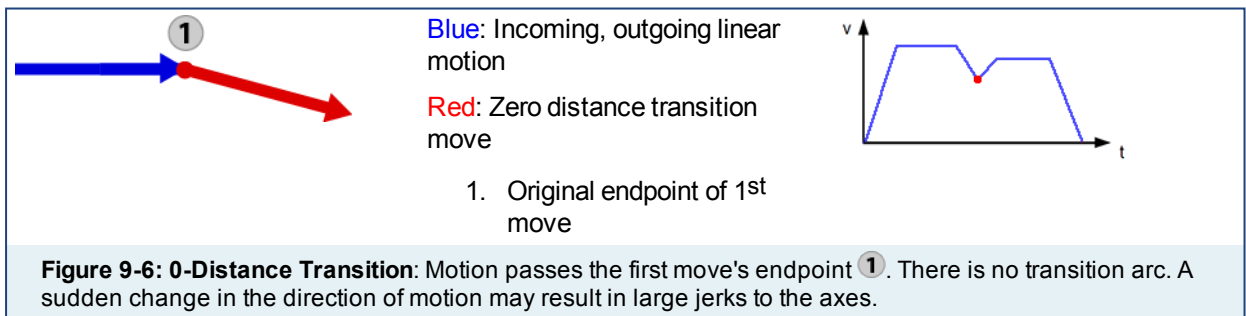 1
Blue: Incoming, outgoing linear
motion
Red: Zero distance transition
move
1. Original endpoint of 1st
move
v
t
Figure 9-6: 0-Distance Transition: Motion passes the first move's endpoint 1. There is no transition arc. A
sudden change in the direction of motion may result in large jerks to the axes.